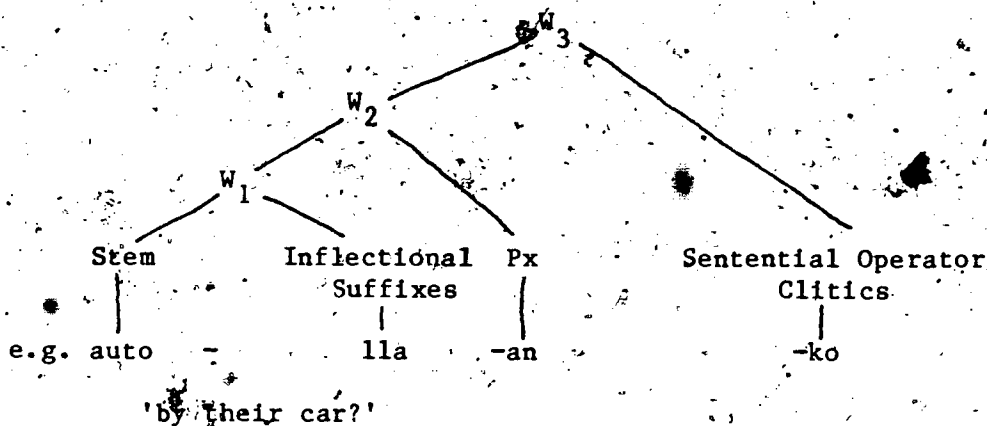 W3
W2
W1
Stem Inflectional Px Sentential Operator
Suffixes Clitics
e.g. auto - lla -an -ko
'by their car?'